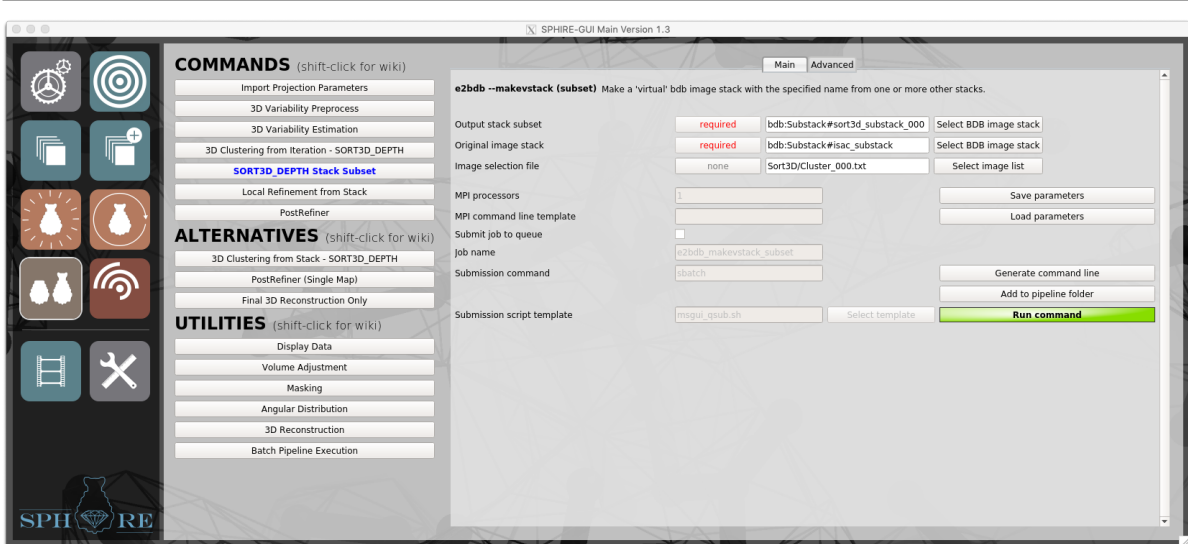 SPHIRE-GUI Main Version 1.3
COMMANDS (shift-click for wiki)
Import Projection Parameters
3D Variability Preprocess
3D Variability Estimation
3D Clustering from Iteration - SORT3D_DEPTH
SORT3D_DEPTH Stack Subset
Local Refinement from Stack
PostRefiner
ALTERNATIVES (shift-click for wiki)
3D Clustering from Stack - SORT3D_DEPTH
PostRefiner (Single Map)
Final 3D Reconstruction Only
UTILITIES (shift-click for wiki)
Display Data
Volume Adjustment
Masking
Angular Distribution
3D Reconstruction
Batch Pipeline Execution
SPHIRE
Main Advanced
e2bdb --makevstack (subset) Make a 'virtual' bdb image stack with the specified name from one or more other stacks.
Output stack subset required bdb:Substack#sort3d_substack_000 Select BDB image stack
Original image stack required bdb:Substack#isac_substack Select BDB image stack
Image selection file none Sort3D/Cluster_000.txt Select image list
MPI processors 1 Save parameters
MPI command line template Load parameters
Submit job to queue
Job name e2bdb_makevstack_subset
Submission command sbatch Generate command line
Add to pipeline folder
Submission script template msgui_qsub.sh Select template Run command